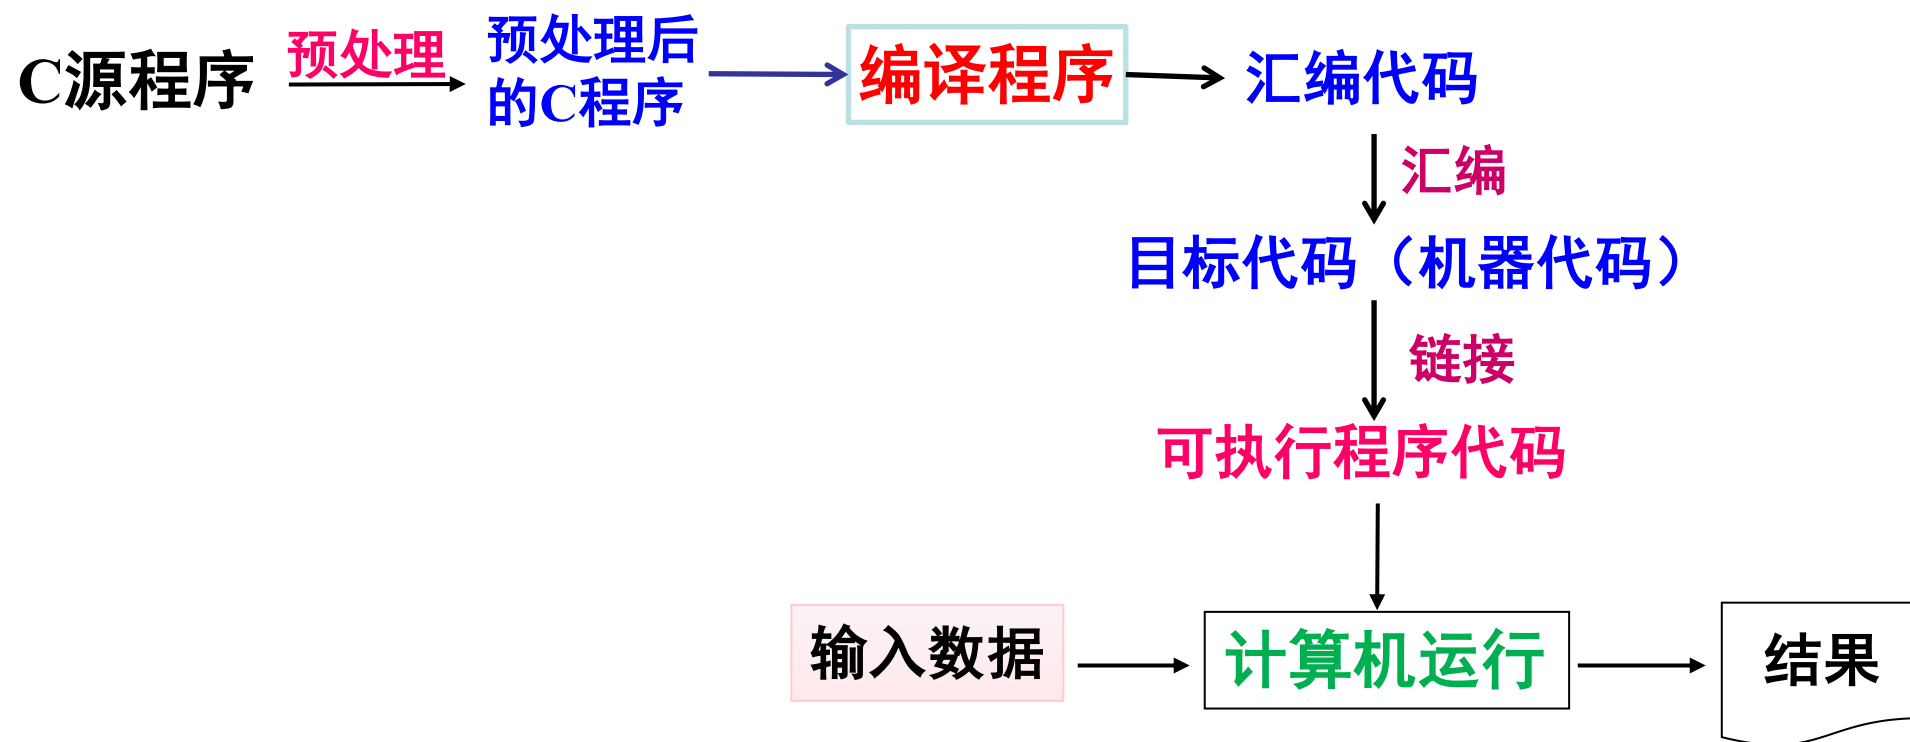 C源程序
预处理
预处理后
的C程序
编译程序
汇编代码
汇编
目标代码（机器代码）
链接
可执行程序代码
输入数据
计算机运行
结果